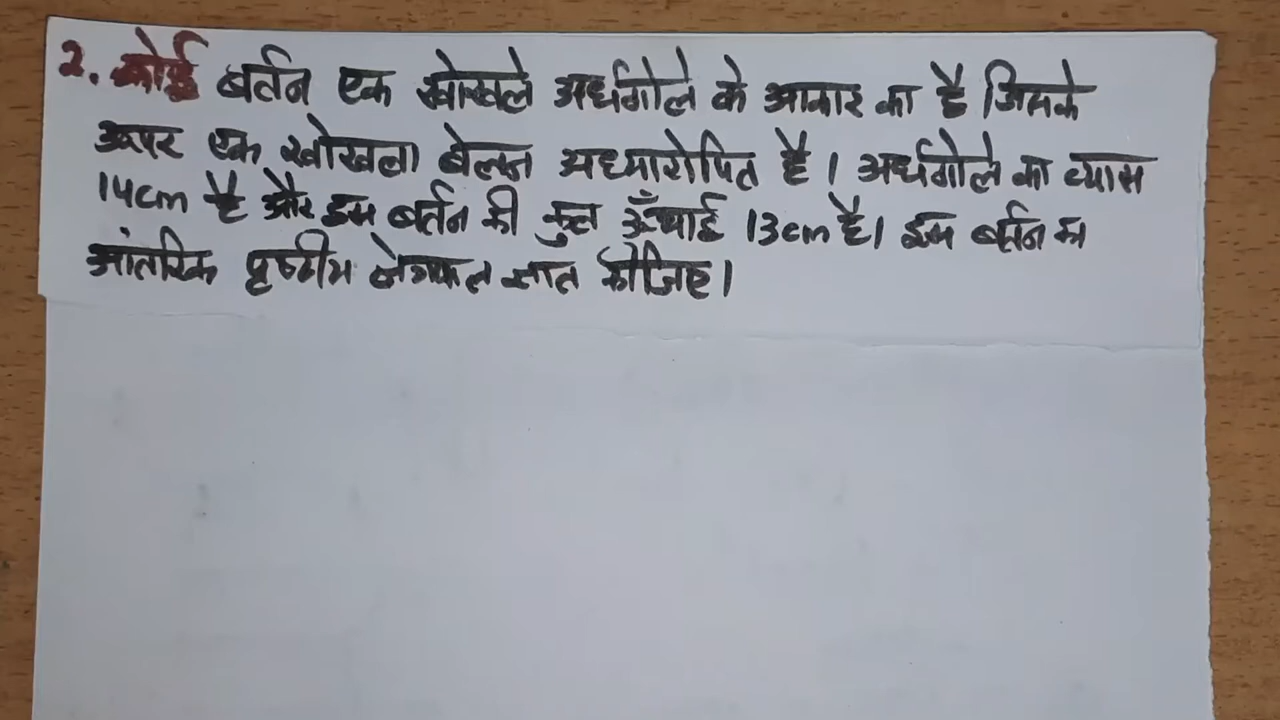 2. कोई बर्तन एक खोखले अर्धगोले के आकार का है जिसके
ऊपर एक खोखला बेलन अध्यारोपित है। अर्धगोले का व्यास
14cm है और इस बर्तन की कुल ऊँचाई 13cm है। इस बर्तन का
आंतरिक पृष्ठीय क्षेत्रफल ज्ञात कीजिए।